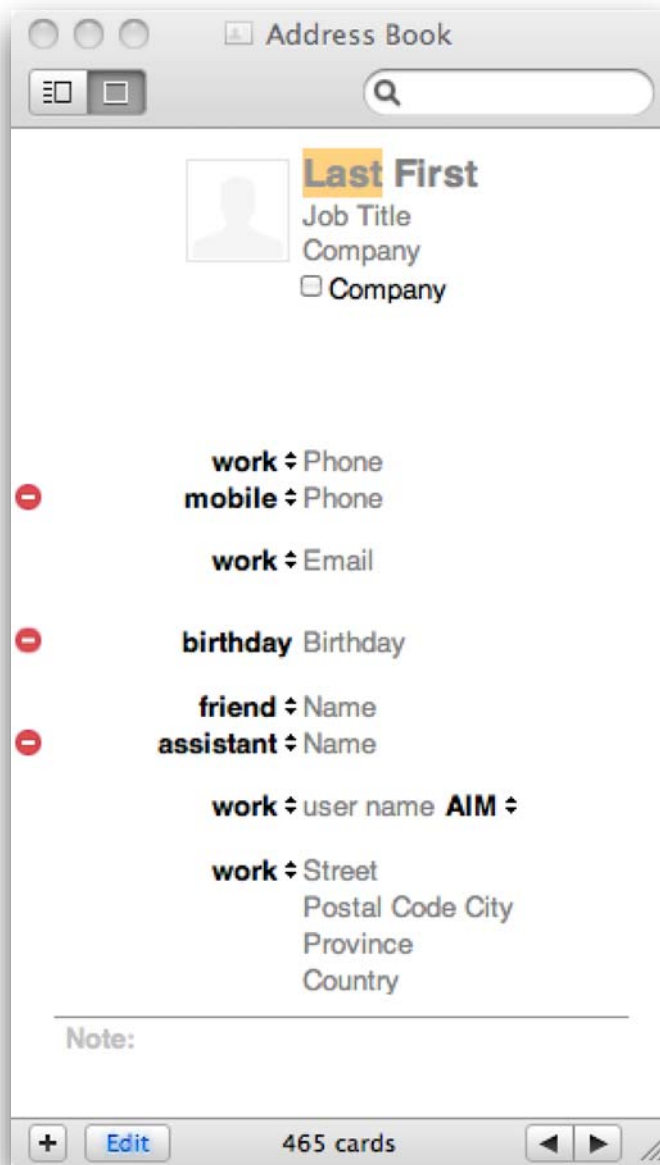 Address Book
Last First
Job Title
Company
Company
work Phone
mobile Phone
work Email
birthday Birthday
friend Name
assistant Name
work user name AIM
work Street
Postal Code City
Province
Country
Note:
+ Edit 465 cards